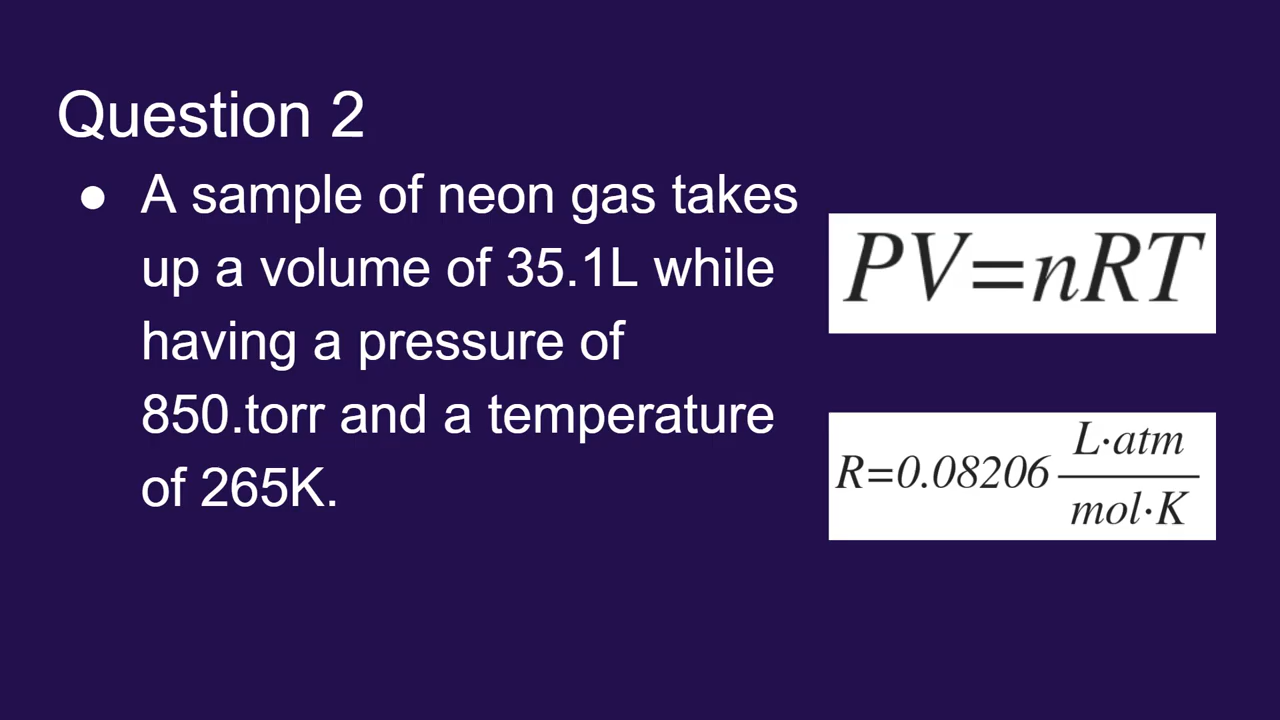 Question 2
● A sample of neon gas takes
up a volume of 35.1L while
having a pressure of
850.torr and a temperature
of 265K.
PV=nRT
R=0.08206 L·atm
mol·K